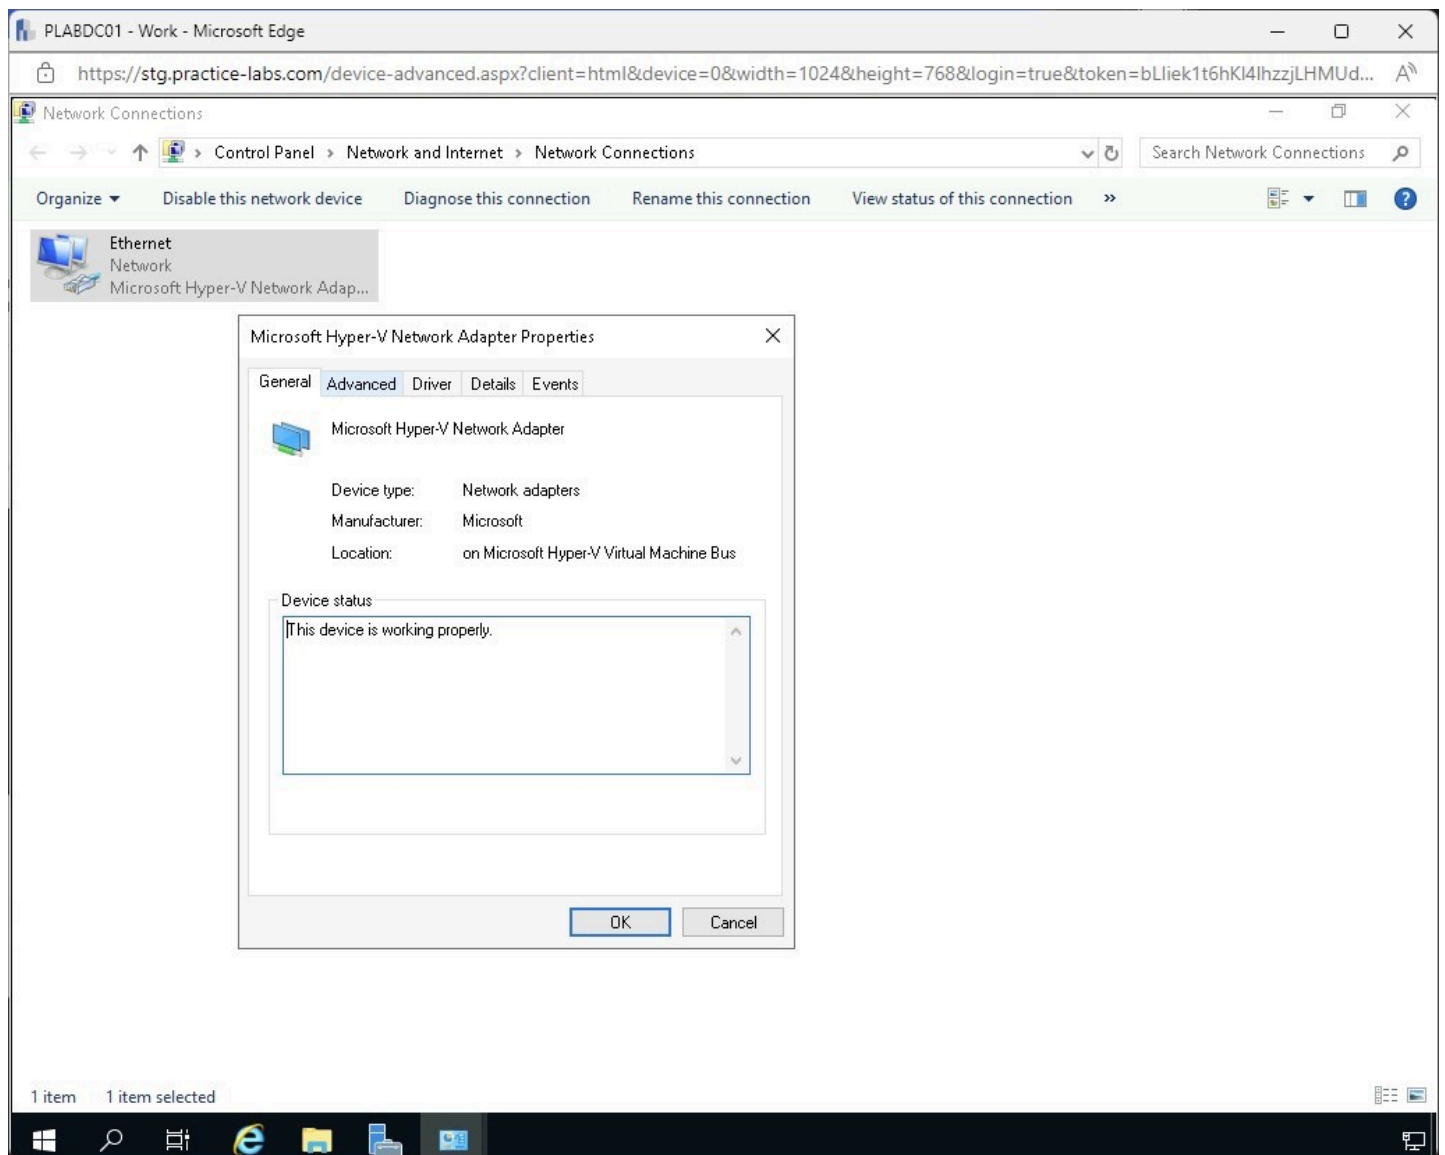 PLABDC01 - Work - Microsoft Edge
https://stg.practice-labs.com/device-advanced.aspx?client=html&device=0&width=1024&height=768&login=true&token=bLliek1t6hKl4lhzzjLHMUd...
Network Connections
Control Panel > Network and Internet > Network Connections
Search Network Connections
Organize
Disable this network device
Diagnose this connection
Rename this connection
View status of this connection
»
Ethernet
Network
Microsoft Hyper-V Network Adap...
Microsoft Hyper-V Network Adapter Properties
General Advanced Driver Details Events
Microsoft Hyper-V Network Adapter
Device type: Network adapters
Manufacturer: Microsoft
Location: on Microsoft Hyper-V Virtual Machine Bus
Device status
This device is working properly.
OK Cancel
1 item 1 item selected